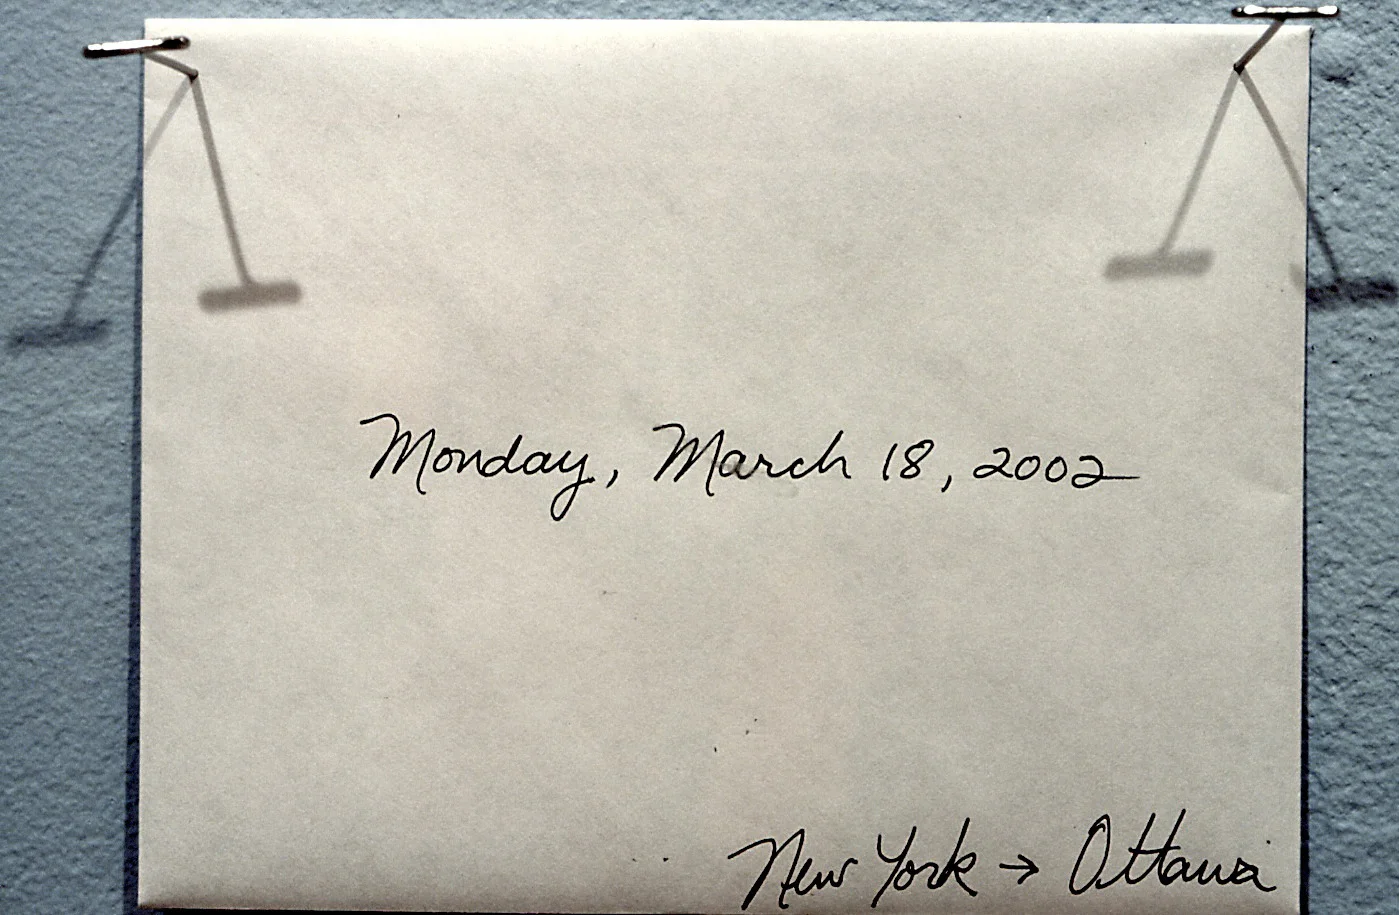 Monday, March 18, 2002
New York → Ottawa